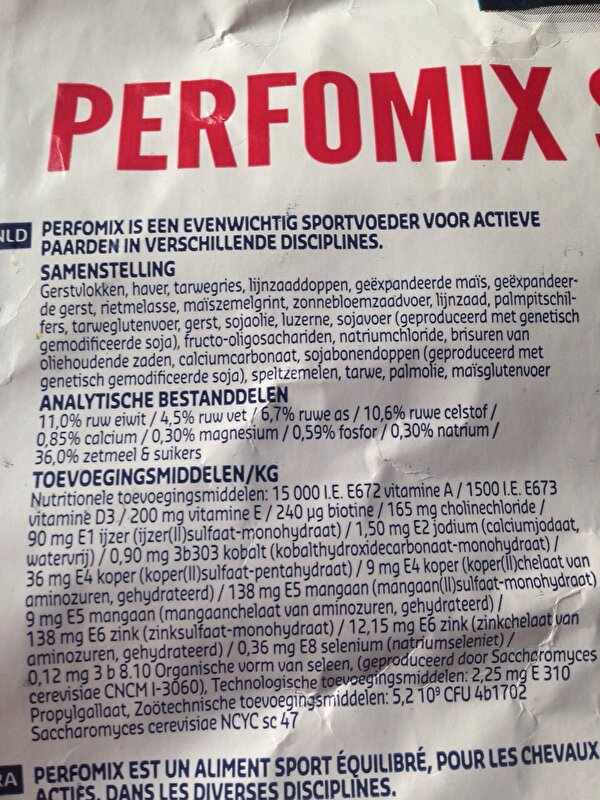 PERFOMIX
NLD PERFOMIX IS EEN EVENWICHTIG SPORTVOEDER VOOR ACTIEVE
PAARDEN IN VERSCHILLENDE DISCIPLINES.
SAMENSTELLING
Gerstvlokken, haver, tarwegries, lijnzaaddoppen, geëxpandeerde maïs, geëxpandeer-
de gerst, rietmelasse, maïszemelgrint, zonnebloemzaadvoer, lijnzaad, palmpitschil-
fers, tarweglutenvoer, gerst, sojaolie, luzerne, sojavoer (geproduceerd met genetisch
gemodificeerde soja), fructo-oligosachariden, natriumchloride, brisuren van
oliehoudende zaden, calciumcarbonaat, sojabonendoppen (geproduceerd met
genetisch gemodificeerde soja), speltzemelen, tarwe, palmolie, maïsglutenvoer
ANALYTISCHE BESTANDDELEN
11,0% ruw eiwit / 4,5% ruw vet / 6,7% ruwe as / 10,6% ruwe celstof /
0,85% calcium / 0,30% magnesium / 0,59% fosfor / 0,30% natrium /
36,0% zetmeel & suikers
TOEVOEGINGSMIDDELEN/KG
Nutritionele toevoegingsmiddelen: 15 000 I.E. E672 vitamine A / 1500 I.E. E673
vitamine D3 / 200 mg vitamine E / 240 µg biotine / 165 mg cholinechloride /
90 mg E1 ijzer (ijzer(II)sulfaat-monohydraat) / 1,50 mg E2 jodium (calciumjodaat,
watervrij) / 0,90 mg 3b303 kobalt (kobalthydroxidecarbonaat-monohydraat) /
36 mg E4 koper (koper(II)sulfaat-pentahydraat) / 9 mg E4 koper (koper(II)chelaat van
aminozuren, gehydrateerd) / 138 mg E5 mangaan (mangaan(II)sulfaat-monohydraat)
9 mg E5 mangaan (mangaanchelaat van aminozuren, gehydrateerd) /
138 mg E6 zink (zinksulfaat-monohydraat) / 12,15 mg E6 zink (zinkchelaat van
aminozuren, gehydrateerd) / 0,36 mg E8 selenium (natriumseleniet) /
0,12 mg 3 b 8.10 Organische vorm van seleen, (geproduceerd door Saccharomyces
cerevisiae CNCM I-3060), Technologische toevoegingsmiddelen: 2,25 mg E 310
Propylgallaat, Zoötechnische toevoegingsmiddelen: 5,2 10⁹ CFU 4b1702
Saccharomyces cerevisiae NCYC sc 47
RA PERFOMIX EST UN ALIMENT SPORT ÉQUILIBRÉ, POUR LES CHEVAUX
ACTIFS, DANS LES DIVERSES DISCIPLINES.